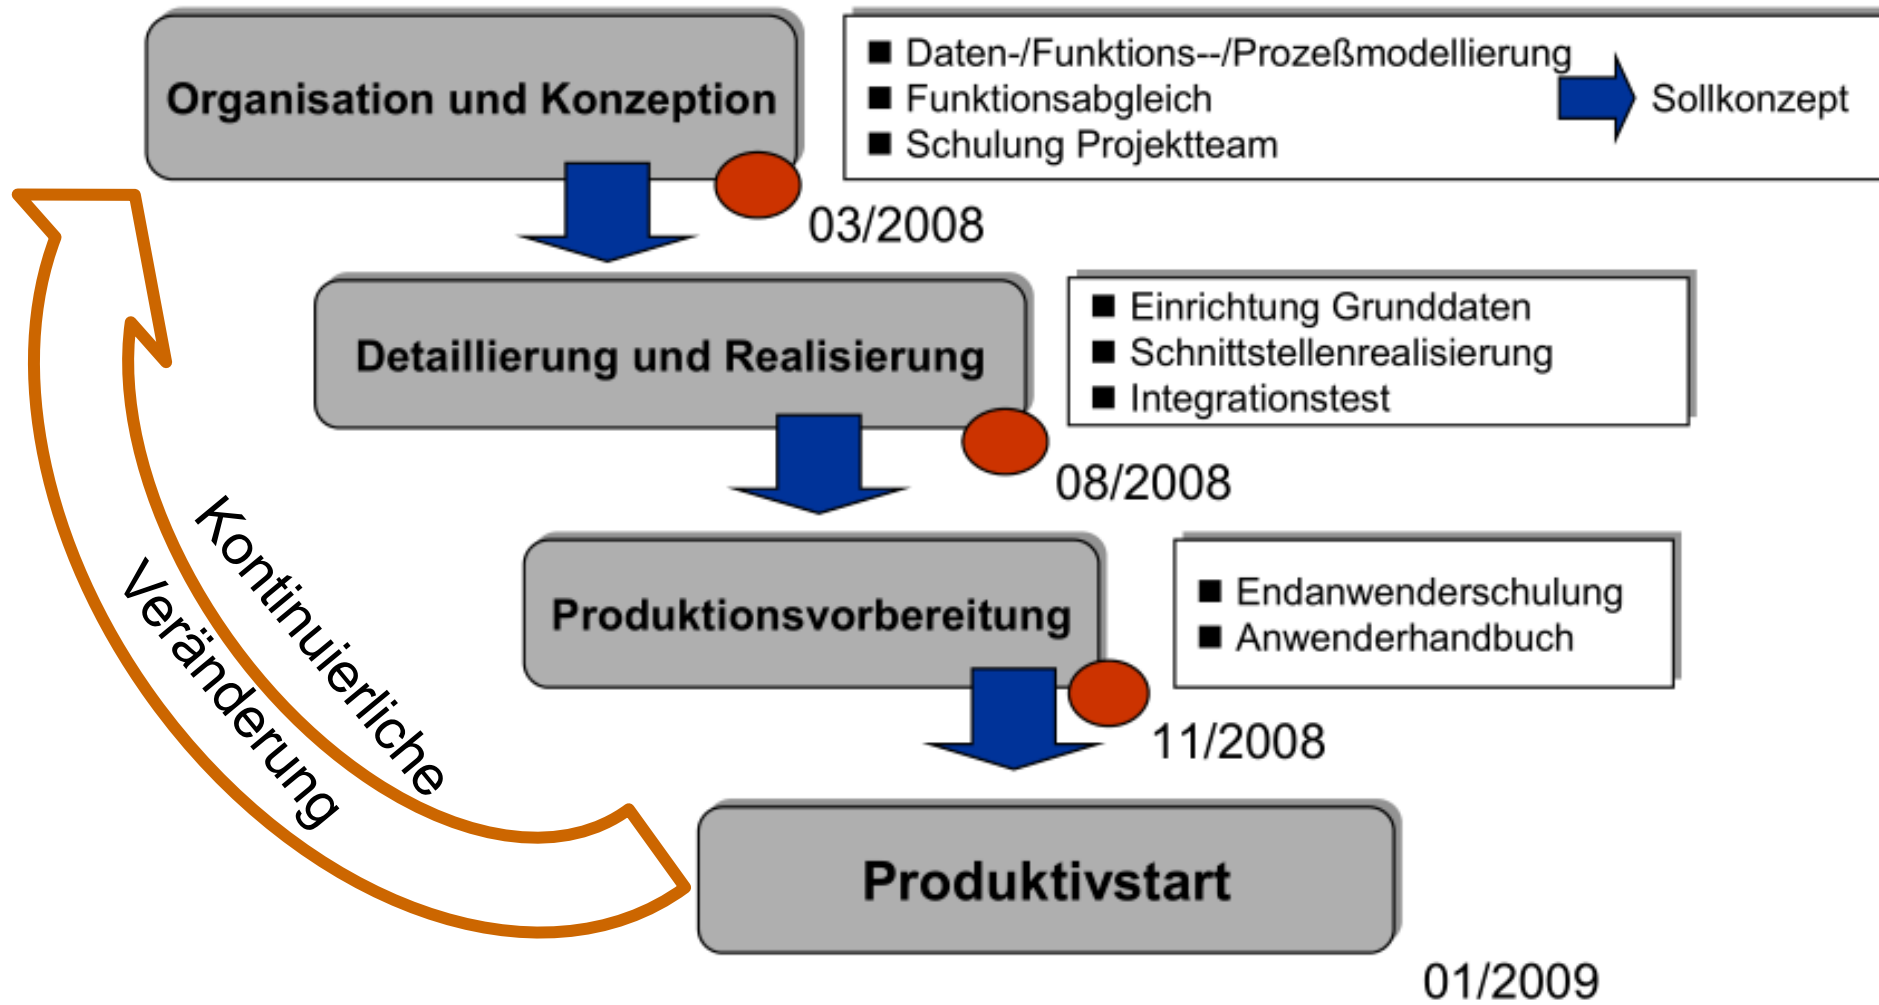 Organisation und Konzeption
Daten-/Funktions--/Prozeßmodellierung
Funktionsabgleich
Schulung Projektteam
Sollkonzept
03/2008
Detaillierung und Realisierung
Einrichtung Grunddaten
Schnittstellenrealisierung
Integrationstest
08/2008
Produktionsvorbereitung
Endanwenderschulung
Anwenderhandbuch
11/2008
Produktivstart
01/2009
Kontinuierliche
Veränderung